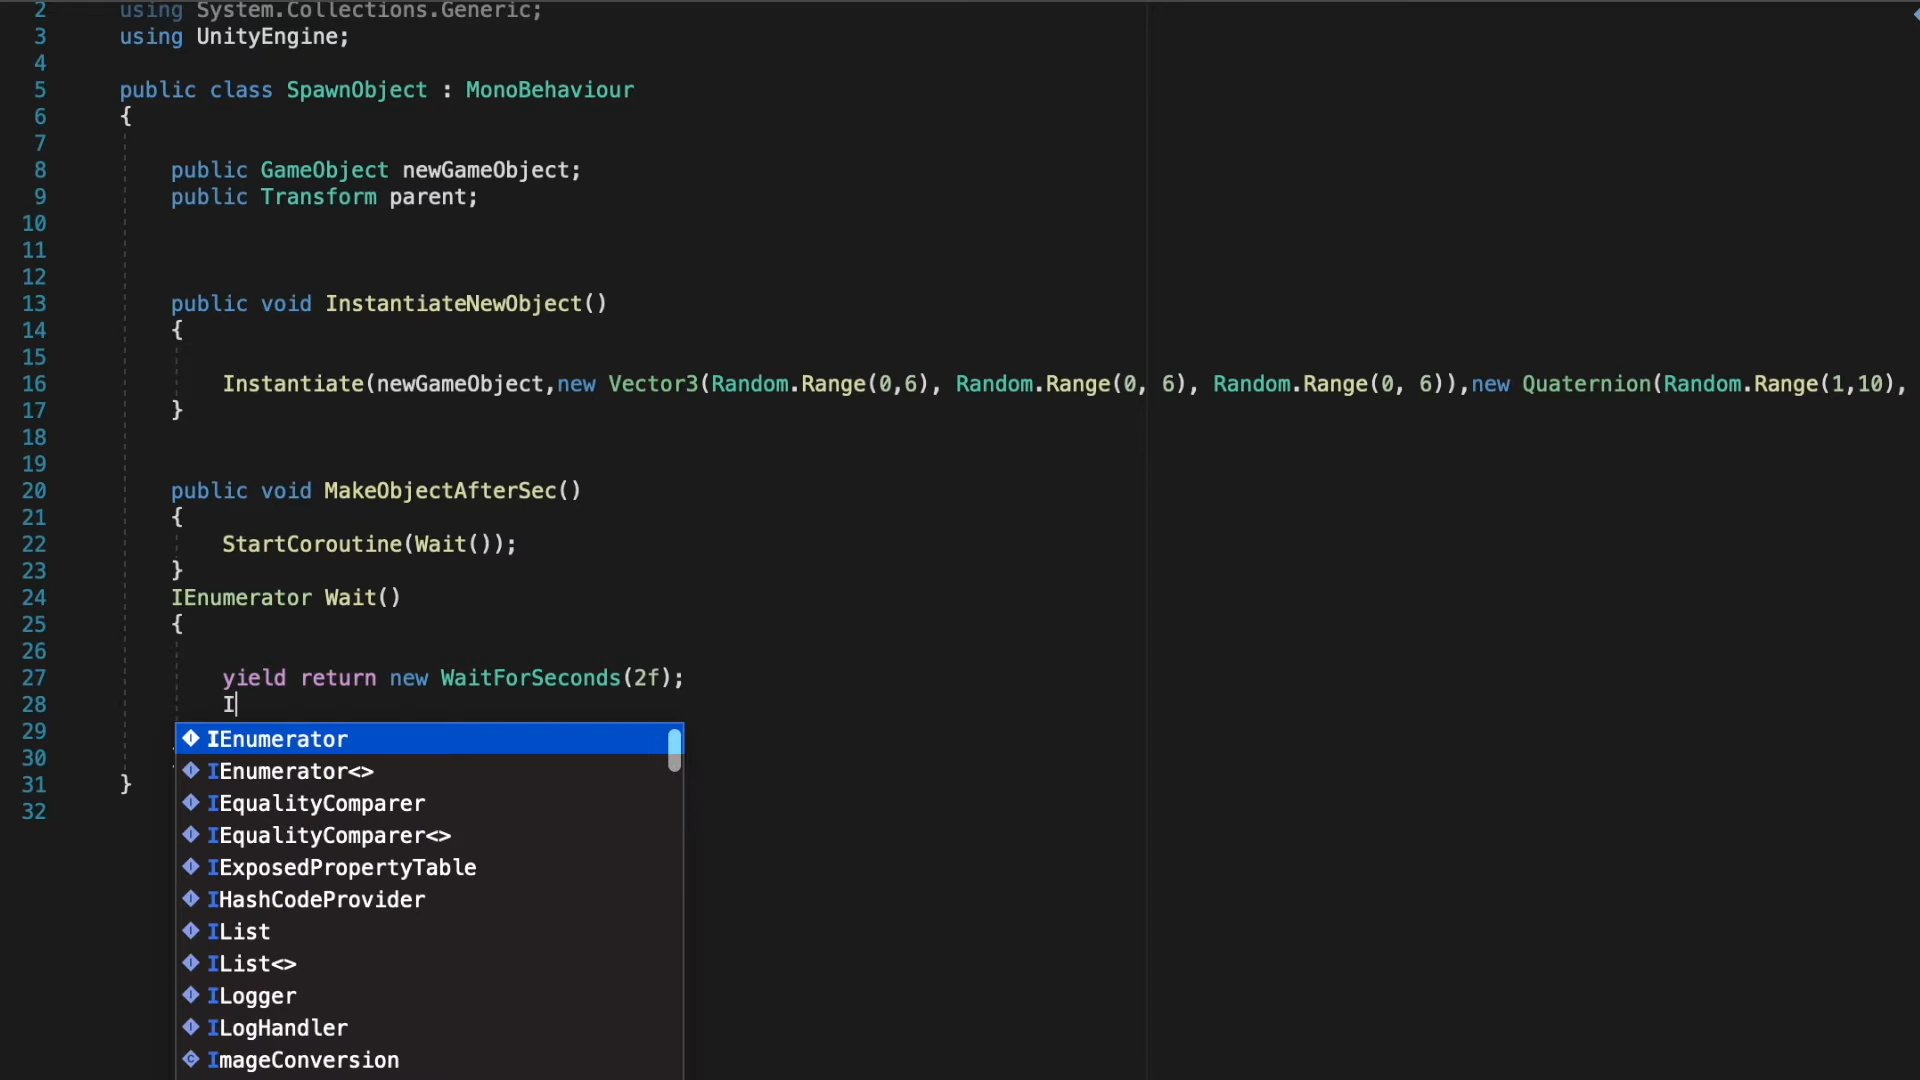 2 using System.Collections.Generic;
3 using UnityEngine;
4
5 public class SpawnObject : MonoBehaviour
6 {
7
8 public GameObject newGameObject;
9 public Transform parent;
10
11
12
13 public void InstantiateNewObject()
14 {
15
16 Instantiate(newGameObject,new Vector3(Random.Range(0,6), Random.Range(0, 6), Random.Range(0, 6)),new Quaternion(Random.Range(1,10),
17 }
18
19
20 public void MakeObjectAfterSec()
21 {
22 StartCoroutine(Wait());
23 }
24 IEnumerator Wait()
25 {
26
27 yield return new WaitForSeconds(2f);
28 I
29
30
31 }
32
IEnumerator
IEnumerator<>
IEqualityComparer
IEqualityComparer<>
IExposedPropertyTable
IHashCodeProvider
IList
IList<>
ILogger
ILogHandler
ImageConversion